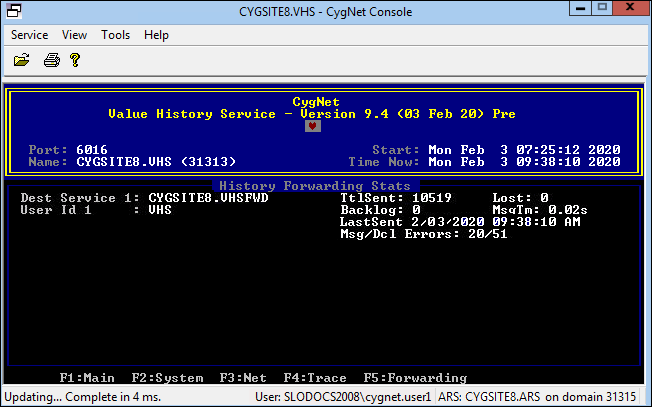 CYGSITE8.VHS - CygNet Console
Service View Tools Help
CygNet
Value History Service - Version 9.4 (03 Feb 20) Pre
Port: 6016 Start: Mon Feb 3 07:25:12 2020
Name: CYGSITE8.VHS (31313) Time Now: Mon Feb 3 09:38:10 2020
History Forwarding Stats
Dest Service 1: CYGSITE8.VHSFWD TtlSent: 10519 Lost: 0
User Id 1 : VHS Backlog: 0 MsgTm: 0.02s
LastSent 2/03/2020 09:38:10 AM
Msg/Dcl Errors: 20/51
F1:Main F2:System F3:Net F4:Trace F5:Forwarding
Updating... Complete in 4 ms. User: SLODOCS2008\cygnet.user1 ARS: CYGSITE8.ARS on domain 31315